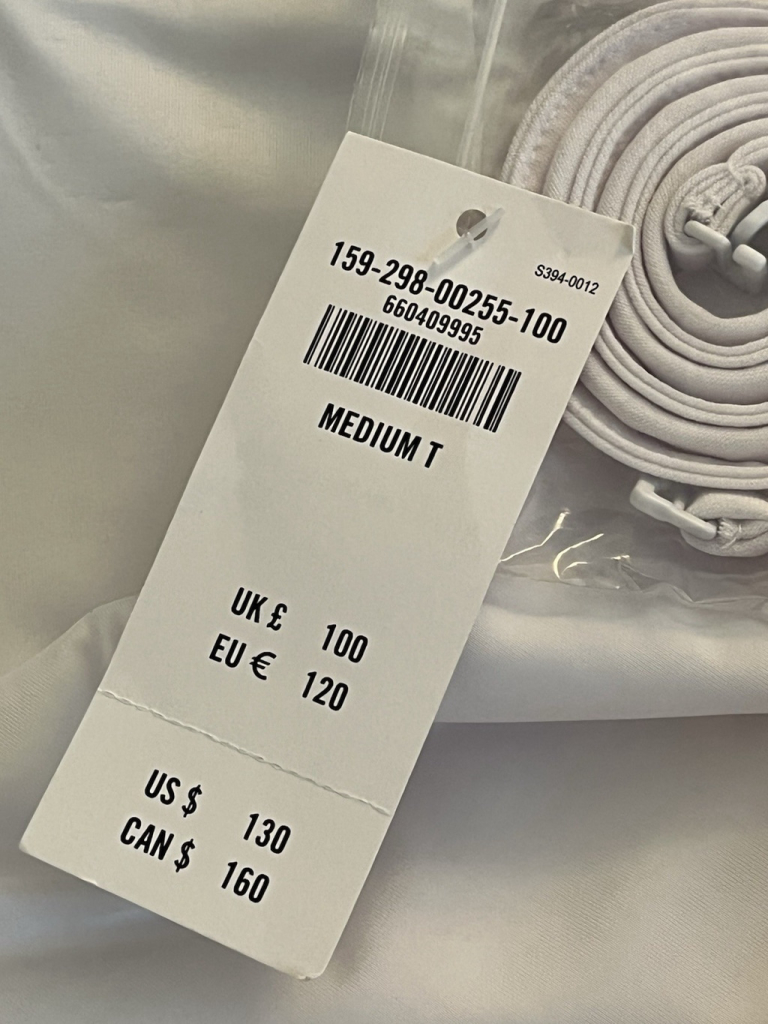 159-298-00255-100
S394-0012
660409995
MEDIUM T
UK £ 100
EU € 120
US $ 130
CAN $ 160